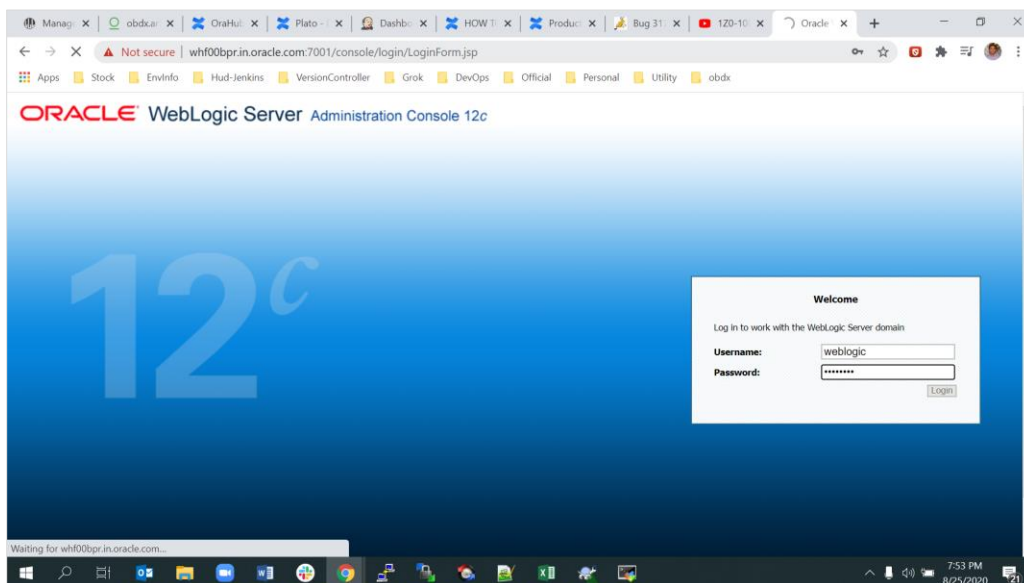 Manag obdx.ar OraHub Plato - Dashbo HOW T Produc Bug 31 1Z0-10 Oracle
Not secure | whf00bpr.in.oracle.com:7001/console/login/LoginForm.jsp
Apps Stock EnvInfo Hud-Jenkins VersionController Grok DevOps Official Personal Utility obdx
ORACLE WebLogic Server Administration Console 12c
12c
Welcome
Log in to work with the WebLogic Server domain
Username: weblogic
Password: ••••••••
Login
Waiting for whf00bpr.in.oracle.com...
7:53 PM
8/25/2020